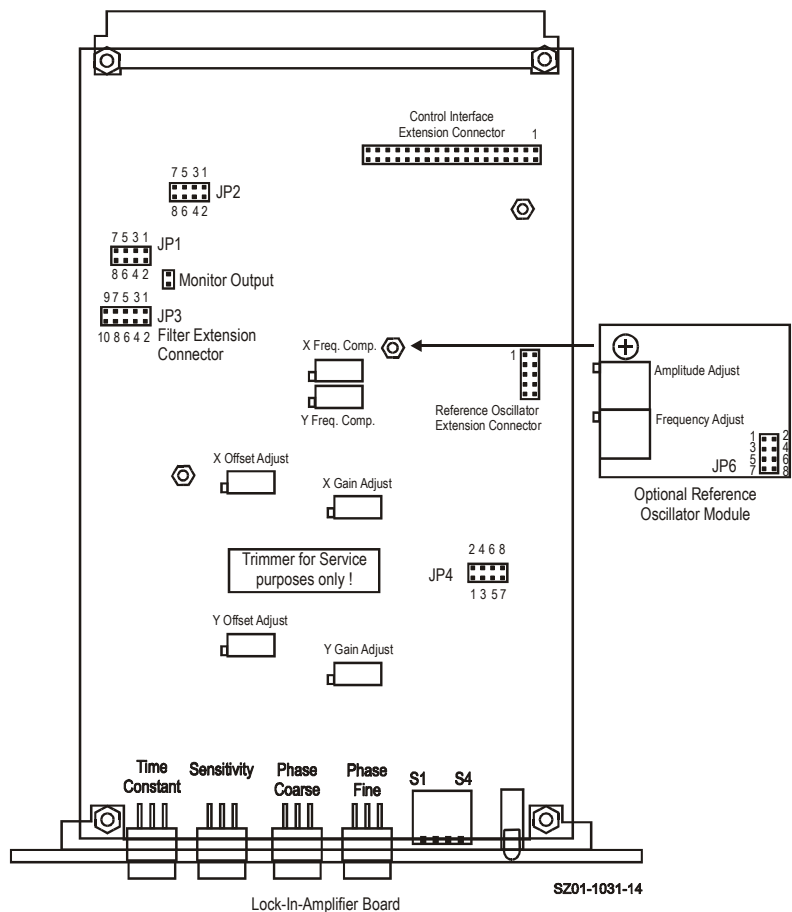 Control Interface
Extension Connector
1
7 5 3 1
JP2
8 6 4 2
7 5 3 1
JP1
8 6 4 2
Monitor Output
9 7 5 3 1
JP3
10 8 6 4 2
Filter Extension
Connector
X Freq. Comp.
Y Freq. Comp.
1
Reference Oscillator
Extension Connector
Amplitude Adjust
Frequency Adjust
1 2
3 4
5 6
7 8
JP6
Optional Reference
Oscillator Module
X Offset Adjust
X Gain Adjust
Trimmer for Service
purposes only !
2 4 6 8
JP4
1 3 5 7
Y Offset Adjust
Y Gain Adjust
Time
Constant
Sensitivity
Phase
Coarse
Phase
Fine
S1 S4
SZ01-1031-14
Lock-In-Amplifier Board